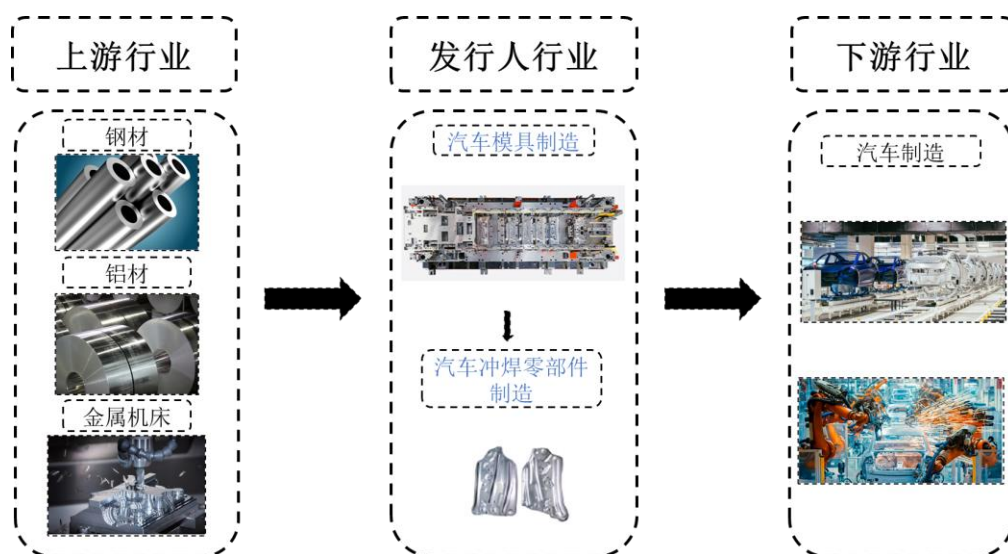 上游行业
发行人行业
下游行业
钢材
铝材
金属机床
汽车模具制造
汽车冲焊零部件
制造
汽车制造